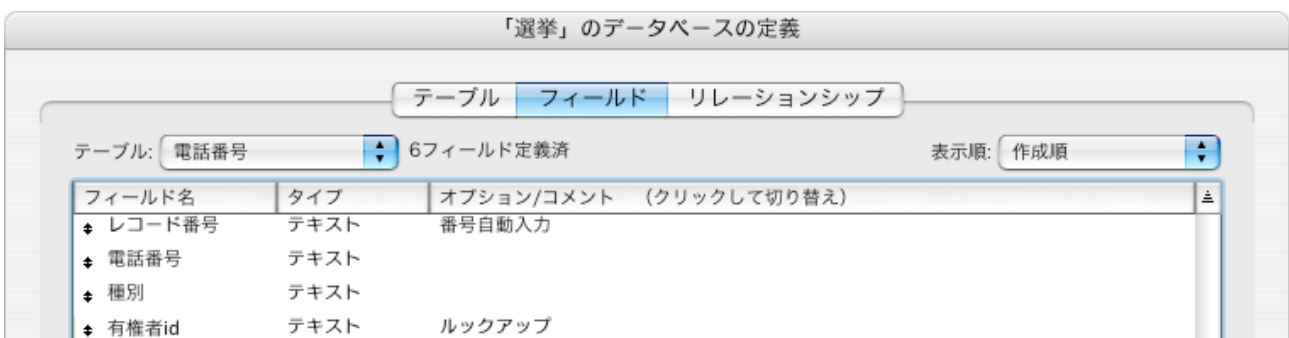 「選挙」のデータベースの定義
テーブル フィールド リレーションシップ
テーブル: 電話番号 6フィールド定義済 表示順: 作成順
フィールド名 タイプ オプション/コメント (クリックして切り替え)
レコード番号 テキスト 番号自動入力
電話番号 テキスト
種別 テキスト
有権者id テキスト ルックアップ